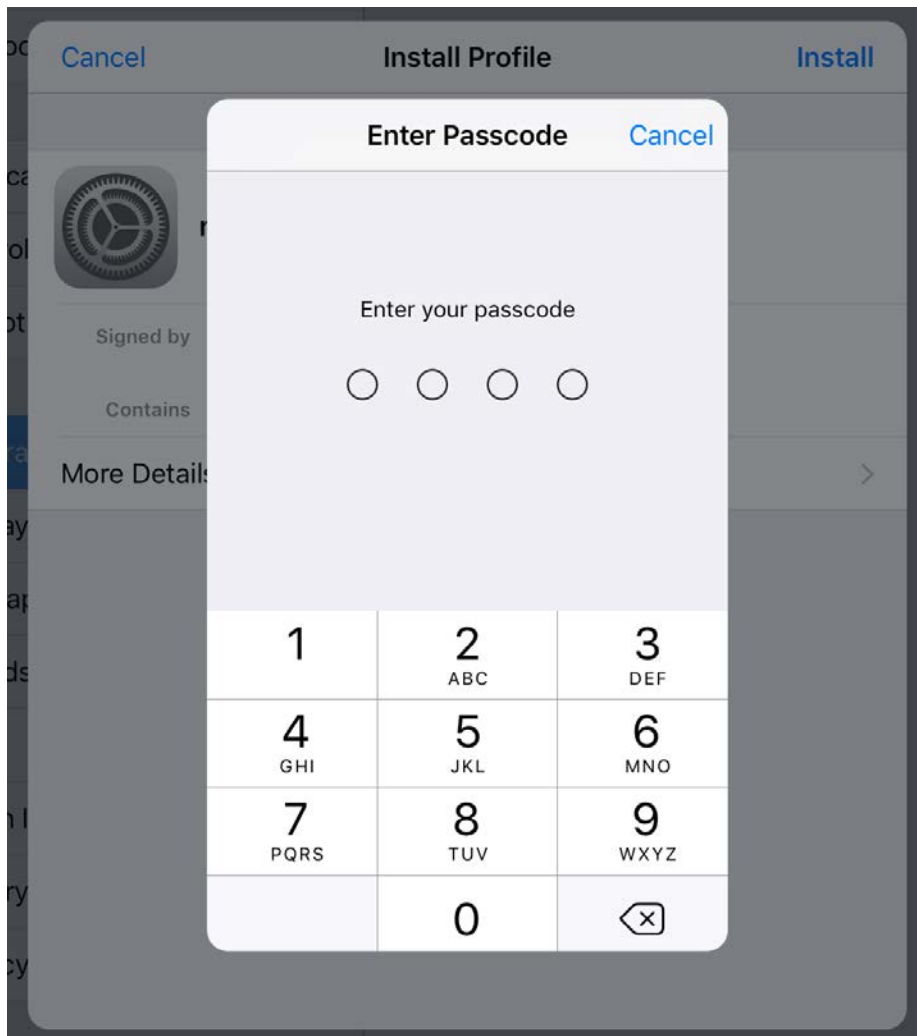 Cancel Install Profile Install
Enter Passcode Cancel
Enter your passcode
Signed by
Contains
More Details
1 2 3
ABC DEF
4 5 6
GHI JKL MNO
7 8 9
PQRS TUV WXYZ
0